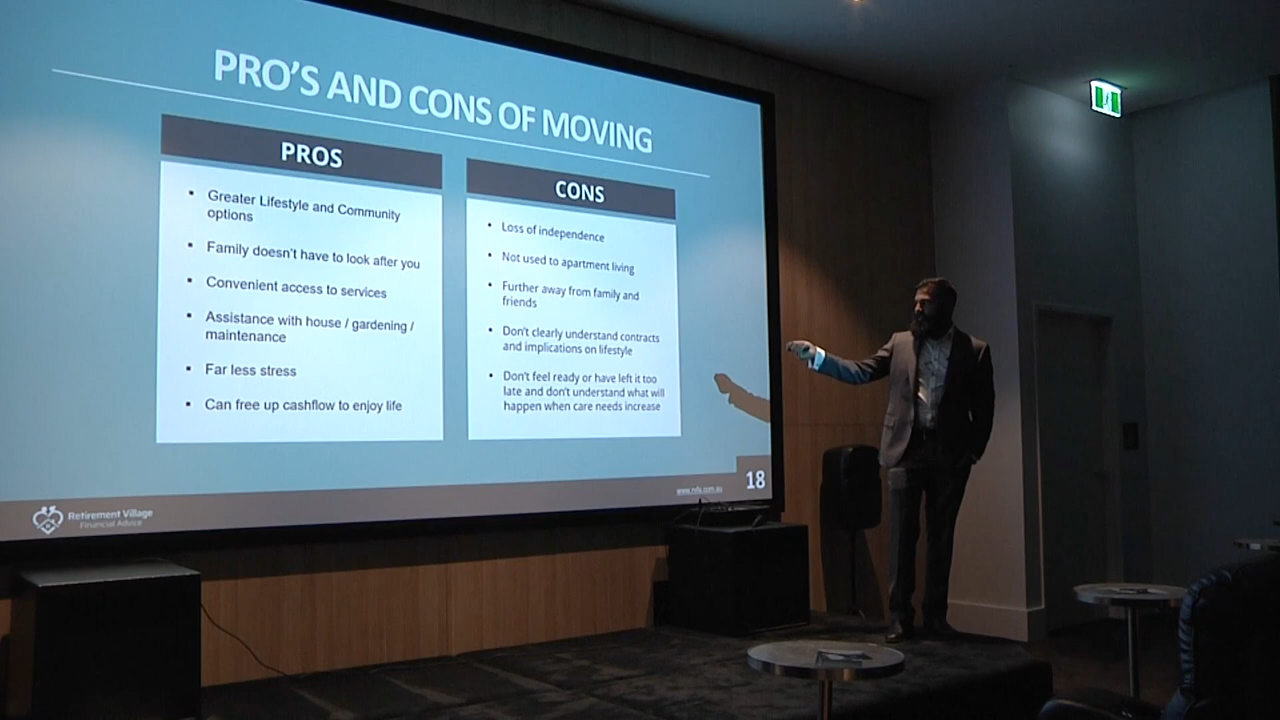 PRO'S AND CONS OF MOVING
PROS
• Greater Lifestyle and Community
options
• Family doesn't have to look after you
• Convenient access to services
• Assistance with house / gardening /
maintenance
• Far less stress
• Can free up cashflow to enjoy life
CONS
• Loss of independence
• Not used to apartment living
• Further away from family and
friends
• Don't clearly understand contracts
and implications on lifestyle
• Don't feel ready or have left it too
late and don't understand what will
happen when care needs increase
Retirement Village
Financial Advice
18